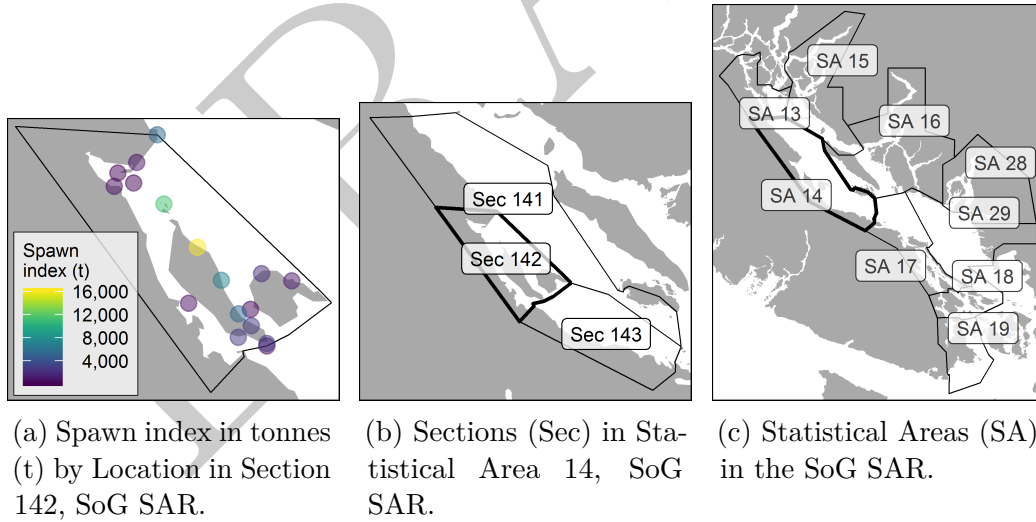 Spawn
index (t)
16,000
12,000
8,000
4,000
Sec 141
Sec 142
Sec 143
SA 15
SA 13
SA 16
SA 28
SA 14
SA 29
SA 17
SA 18
SA 19
(a) Spawn index in tonnes
(t) by Location in Section
142, SoG SAR.
(b) Sections (Sec) in Sta-
tistical Area 14, SoG
SAR.
(c) Statistical Areas (SA)
in the SoG SAR.